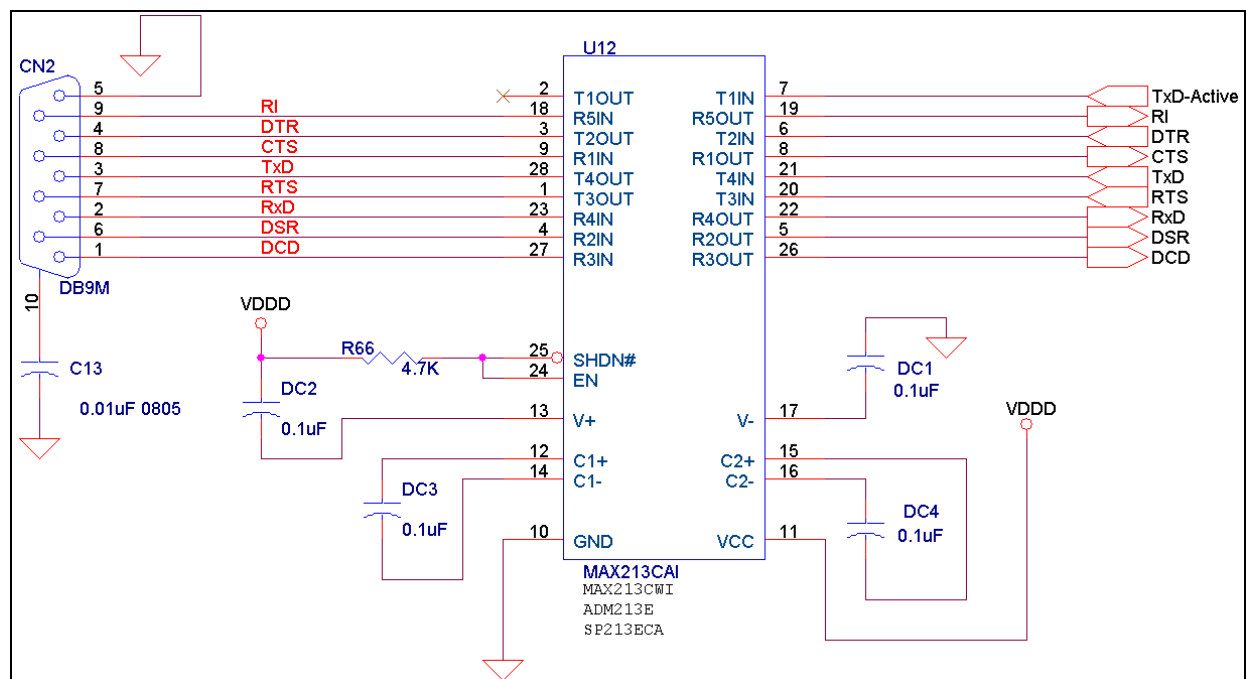 U12
CN2
5
9
4
8
3
7
2
6
1
RI
DTR
CTS
TxD
RTS
RxD
DSR
DCD
DB9M
10
C13
0.01uF 0805
2
18
3
9
28
1
23
4
27
T1OUT
R5IN
T2OUT
R1IN
T4OUT
T3OUT
R4IN
R2IN
R3IN
T1IN
R5OUT
T2IN
R1OUT
T4IN
T3IN
R4OUT
R2OUT
R3OUT
7
19
6
8
21
20
22
5
26
TxD-Active
RI
DTR
CTS
TxD
RTS
RxD
DSR
DCD
VDDD
R66
4.7K
DC2
0.1uF
DC3
0.1uF
25
24
13
12
14
10
SHDN#
EN
V+
C1+
C1-
GND
V-
C2+
C2-
VCC
17
15
16
11
DC1
0.1uF
VDDD
DC4
0.1uF
MAX213CAI
MAX213CWI
ADM213E
SP213ECA